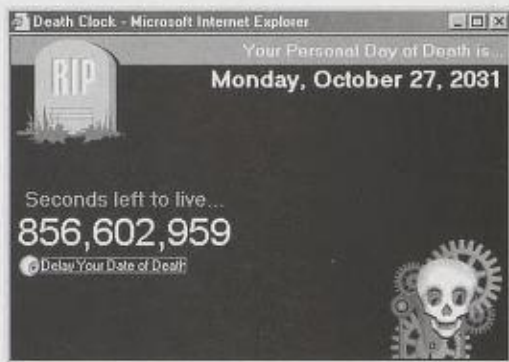 Death Clock - Microsoft Internet Explorer
Your Personal Day of Death is...
RIP
Monday, October 27, 2031
Seconds left to live...
856,602,959
Delay Your Date of Death